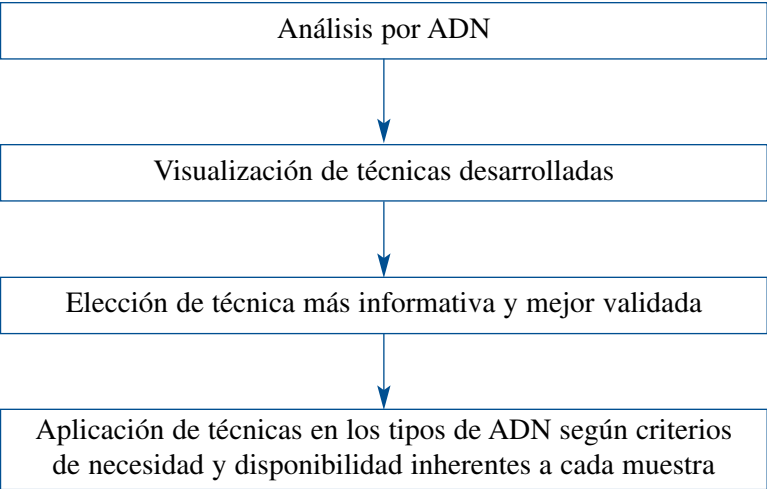 Análisis por ADN
Visualización de técnicas desarrolladas
Elección de técnica más informativa y mejor validada
Aplicación de técnicas en los tipos de ADN según criterios
de necesidad y disponibilidad inherentes a cada muestra